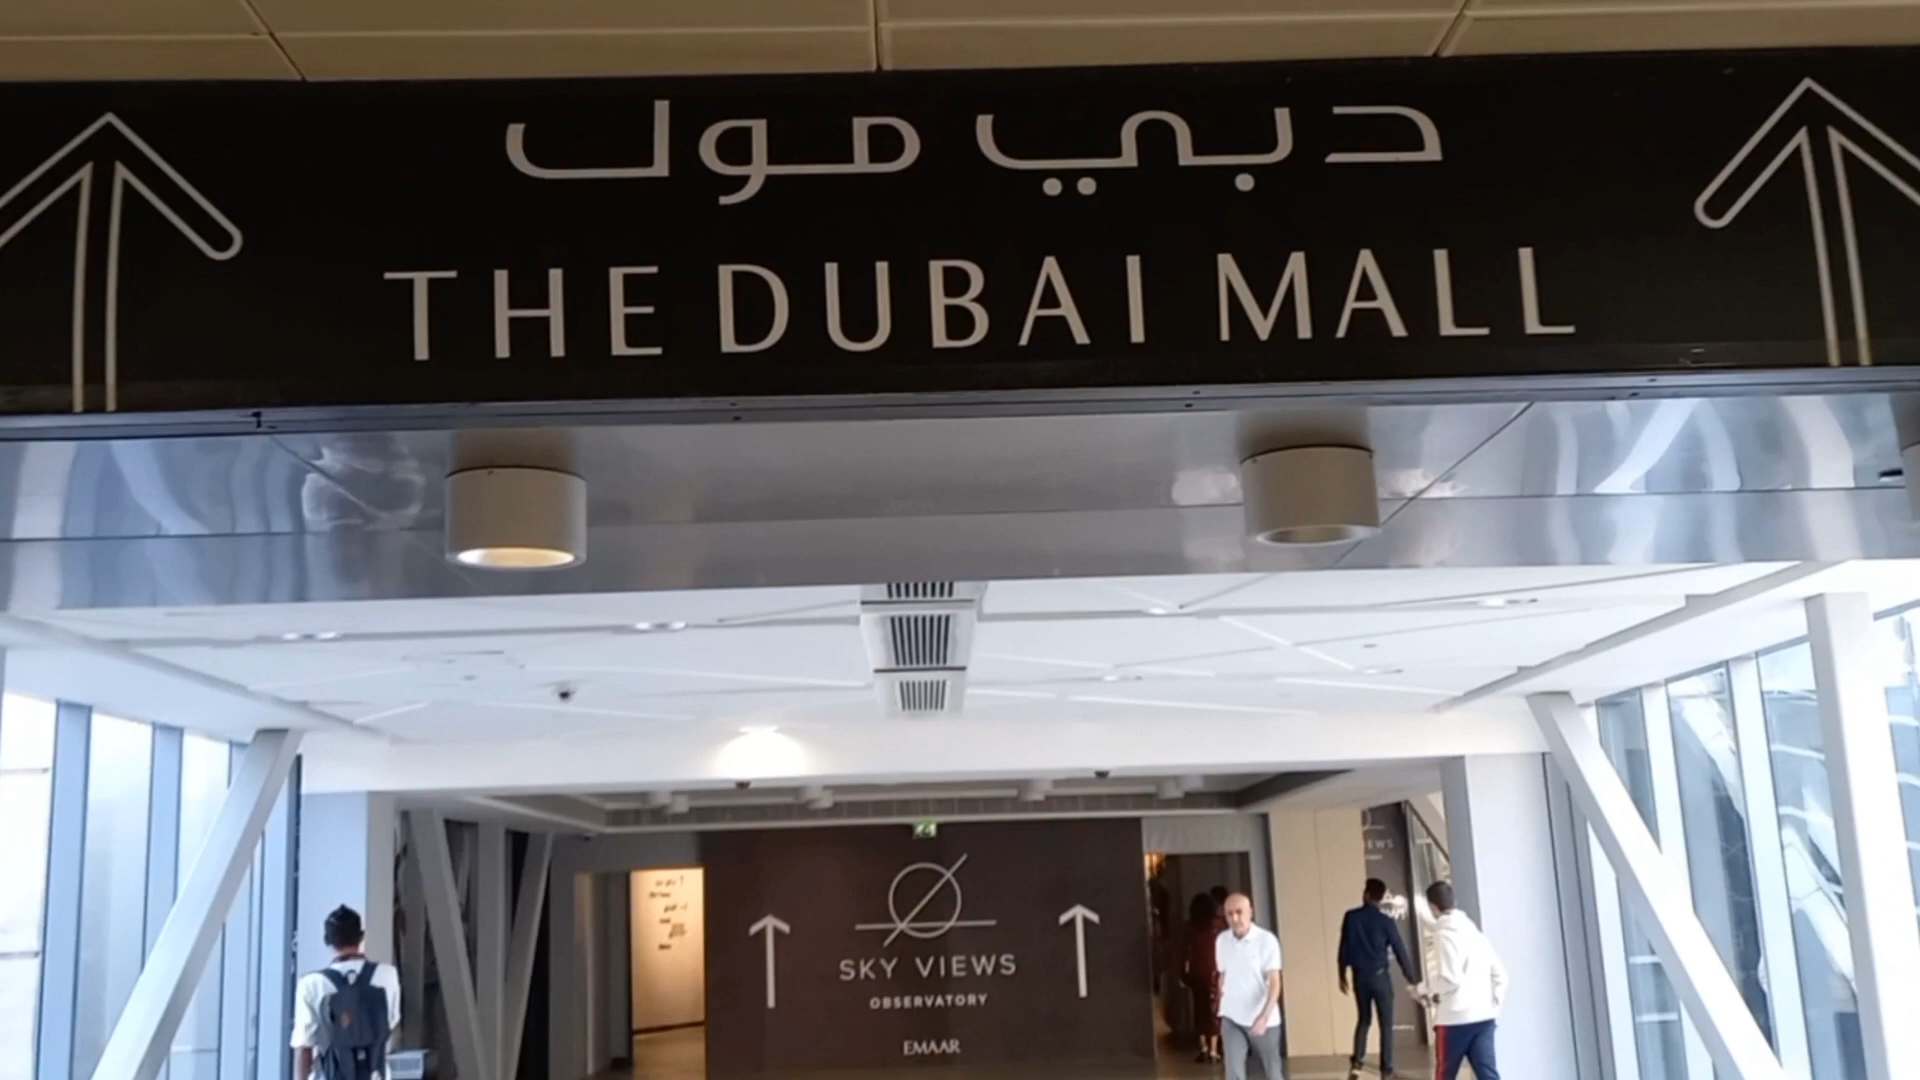 دبي مول
THE DUBAI MALL
SKY VIEWS
OBSERVATORY
EMAAR